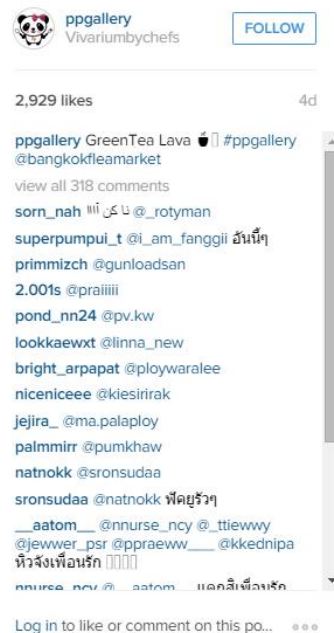 ppgallery
Vivariumbychefs
FOLLOW
2,929 likes
4d
ppgallery GreenTea Lava #ppgallery
@bangkokfleamarket
view all 318 comments
sorn_nah @_rotyman
superpumpui_t @i_am_fanggii อันนี้ๆ
primmizch @gunloadsan
2.001s @praiiiii
pond_nn24 @pv.kw
lookkaewxt @linna_new
bright_arpapat @ploywaralee
niceniceee @kiesirirak
jejira_ @ma.palaploy
palmmirr @pumkhaw
natnokk @sronsudaa
sronsudaa @natnokk ฟัคยูรัวๆ
__aatom__ @nnurse_ncy @_ttiewwy
@jewwer_psr @ppraeww___ @kkednipa
หิวจังเพื่อนรัก
nnurse_ncy @__aatom__
Log in to like or comment on this po...